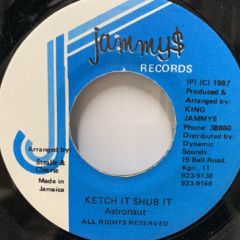 jammy$
RECORDS
(P) (C) 1987
Produced &
Arranged by:
KING
JAMMYS
Phone: 38880
Distributed by:
Dynamic
Sounds
15 Bell Road,
Kgn., 11
923-9138
923-9168
Arranged by
Steelie &
Cleavie
Made in
Jamaica
KETCH IT SHUB IT
Astronaut
ALL RIGHTS RESERVED